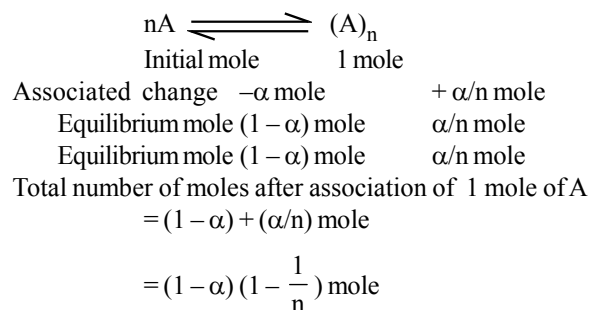 nA ⇌ (A)n
Initial mole 1 mole
Associated change –α mole + α/n mole
Equilibrium mole (1 – α) mole α/n mole
Equilibrium mole (1 – α) mole α/n mole
Total number of moles after association of 1 mole of A
= (1 – α) + (α/n) mole
= (1 – α) (1 – 1/n) mole